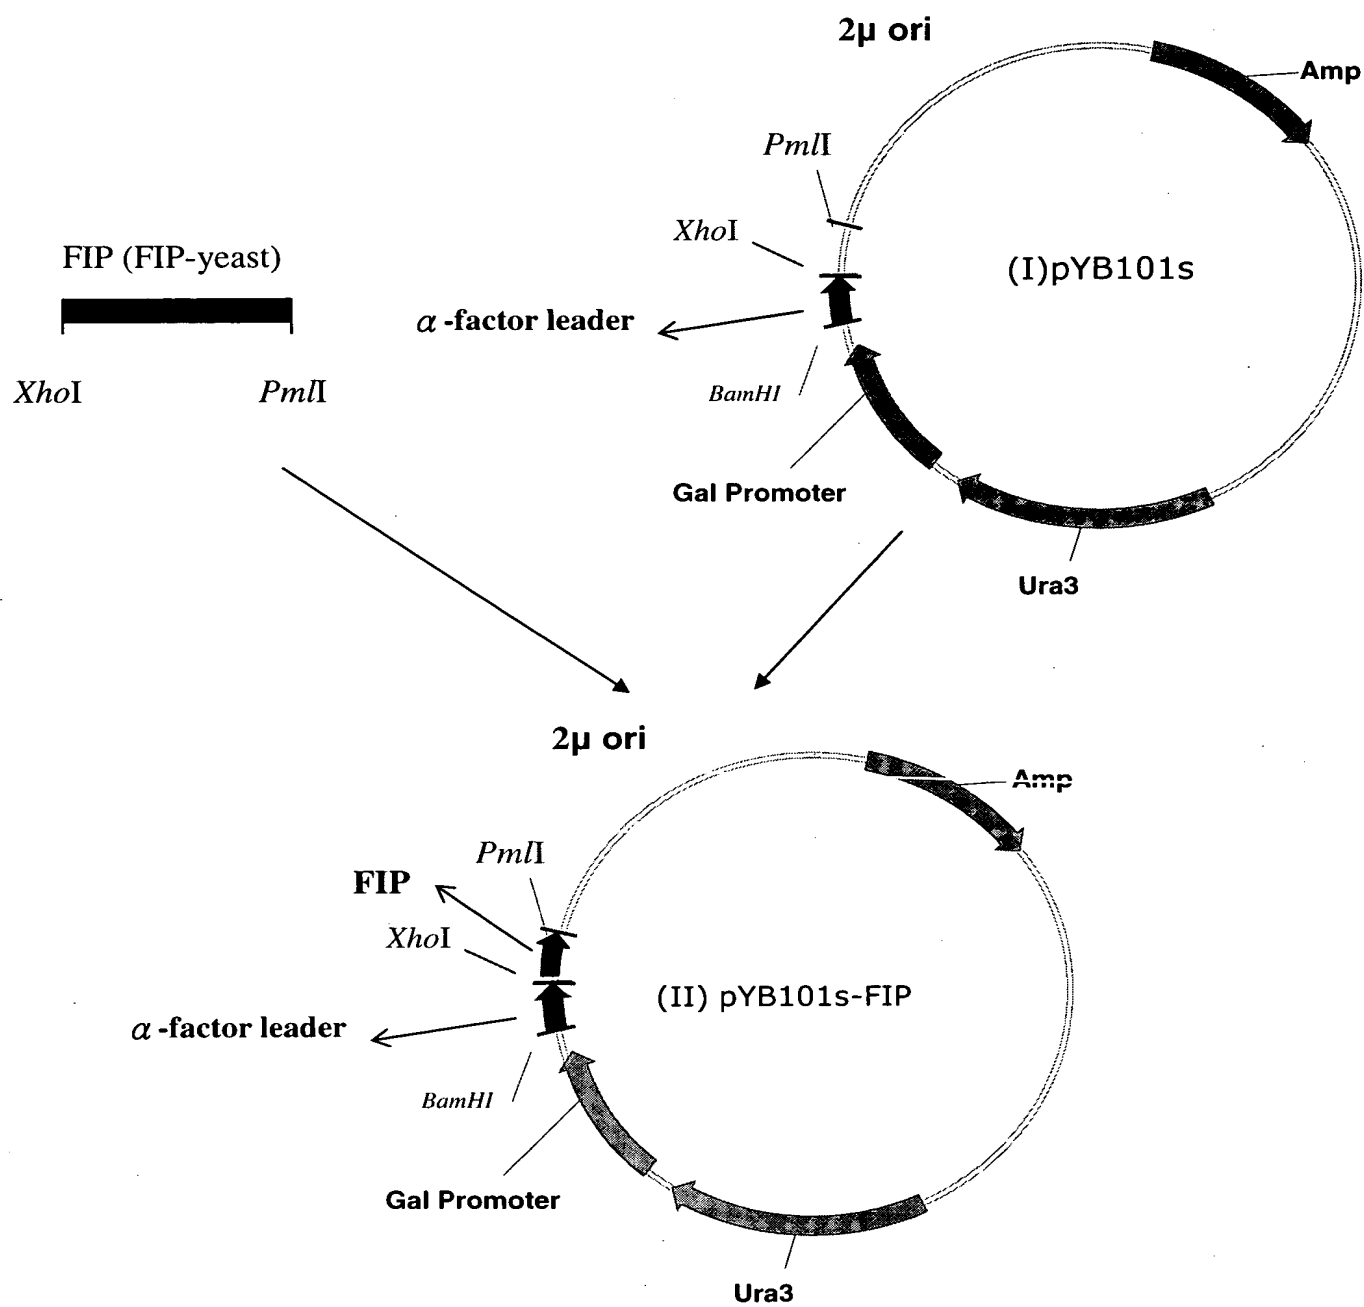 2μ ori
Amp
PmlI
XhoI
FIP (FIP-yeast)
(I)pYB101s
α-factor leader
XhoI
PmlI
BamHI
Gal Promoter
Ura3
2μ ori
Amp
PmlI
FIP
XhoI
(II) pYB101s-FIP
α-factor leader
BamHI
Gal Promoter
Ura3